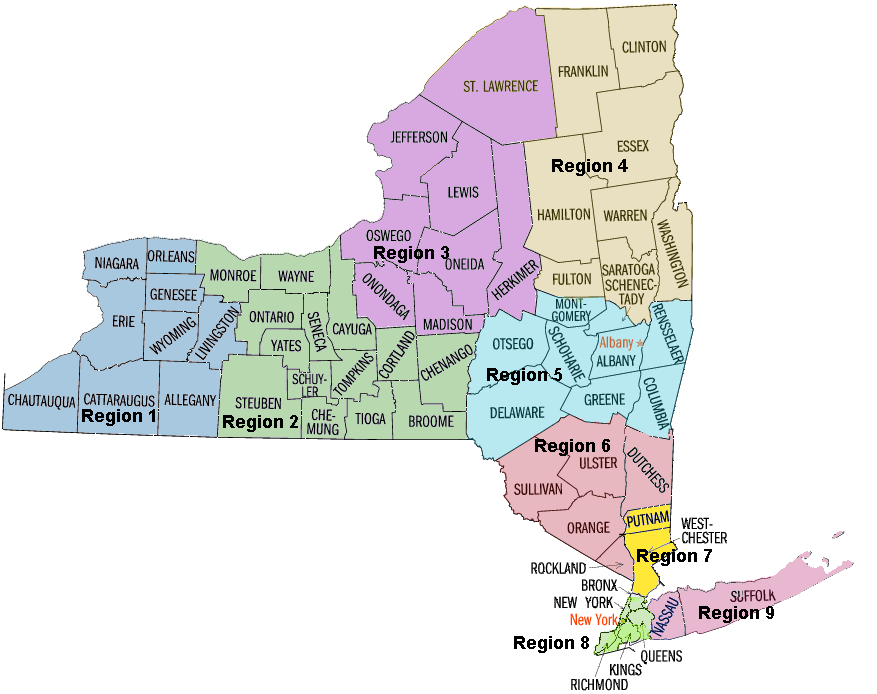 CLINTON
FRANKLIN
ST. LAWRENCE
ESSEX
JEFFERSON
Region 4
LEWIS
HAMILTON
WARREN
WASHINGTON
OSWEGO
Region 3
ONEIDA
HERKIMER
FULTON
SARATOGA
SCHENEC-
TADY
NIAGARA
ORLEANS
MONROE
WAYNE
ONONDAGA
MADISON
GENESEE
ERIE
WYOMING
LIVINGSTON
ONTARIO
SENECA
CAYUGA
YATES
MONT-
GOMERY
RENSSELAER
OTSEGO
SCHOHARIE
Albany *
ALBANY
CORTLAND
CHENANGO
TOMPKINS
SCHUY-
LER
Region 5
CHAUTAUQUA
CATTARAUGUS
ALLEGANY
Region 1
STEUBEN
Region 2
CHE-
MUNG
TIOGA
BROOME
DELAWARE
GREENE
COLUMBIA
Region 6
ULSTER
DUTCHESS
SULLIVAN
ORANGE
PUTNAM
WEST-
CHESTER
Region 7
ROCKLAND
BRONX
NEW YORK
New York
NASSAU
SUFFOLK
Region 9
Region 8
QUEENS
KINGS
RICHMOND